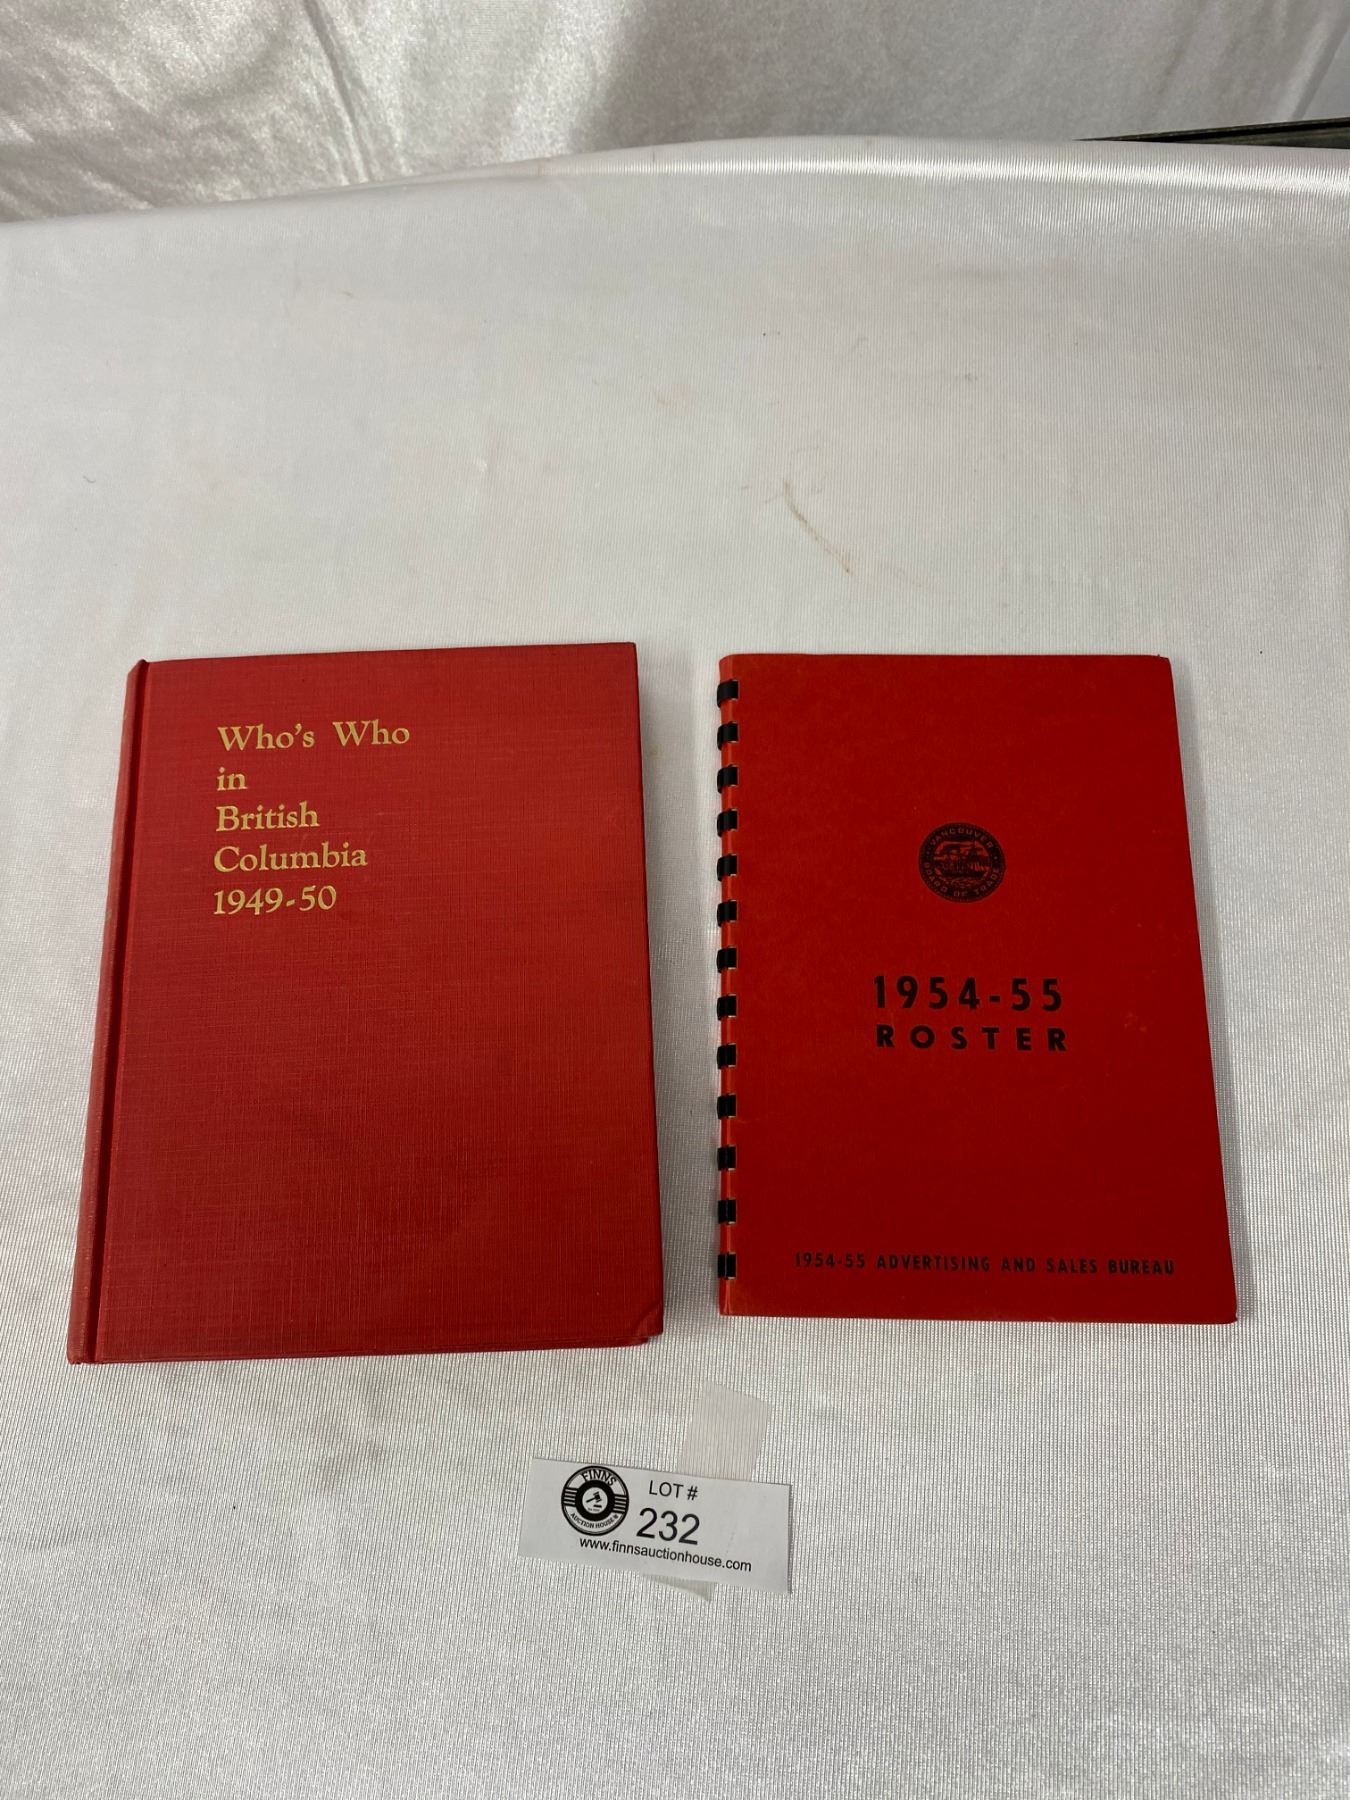 Who's Who
in
British
Columbia
1949-50
VANCOUVER
BOARD OF TRADE
1954-55
ROSTER
1954-55 ADVERTISING AND SALES BUREAU
FINNS
AUCTION HOUSE
LOT #
232
www.finnsauctionhouse.com